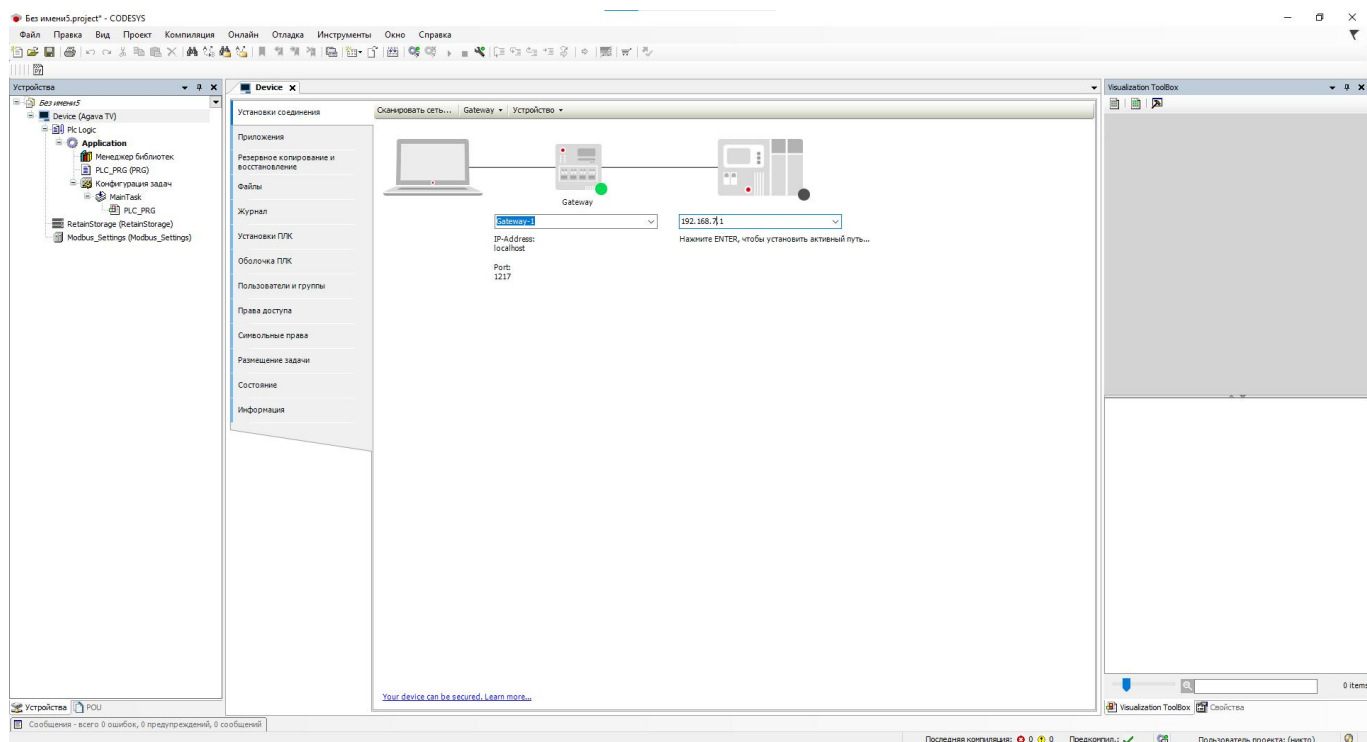 Без имени5.project* - CODESYS
Файл Правка Вид Проект Компиляция Онлайн Отладка Инструменты Окно Справка
Устройства
Без имени5
Device (Agava TV)
Plc Logic
Application
Менеджер библиотек
PLC_PRG (PRG)
Конфигурация задач
MainTask
PLC_PRG
RetainStorage (RetainStorage)
Modbus_Settings (Modbus_Settings)
Устройства POU
Device
Установки соединения
Приложения
Резервное копирование и
восстановление
Файлы
Журнал
Установки ПЛК
Оболочка ПЛК
Пользователи и группы
Права доступа
Символьные права
Размещение задачи
Состояние
Информация
Сканировать сеть... Gateway Устройство
Gateway
Gateway-1
IP-Address:
localhost
Port:
1217
192.168.7.1
Нажмите ENTER, чтобы установить активный путь...
Your device can be secured. Learn more...
Visualization ToolBox
0 items
Visualization ToolBox Свойства
Сообщения - всего 0 ошибок, 0 предупреждений, 0 сообщений
Последняя компиляция: 0 0 Предкомпил.: Пользователь проекта: (никто)